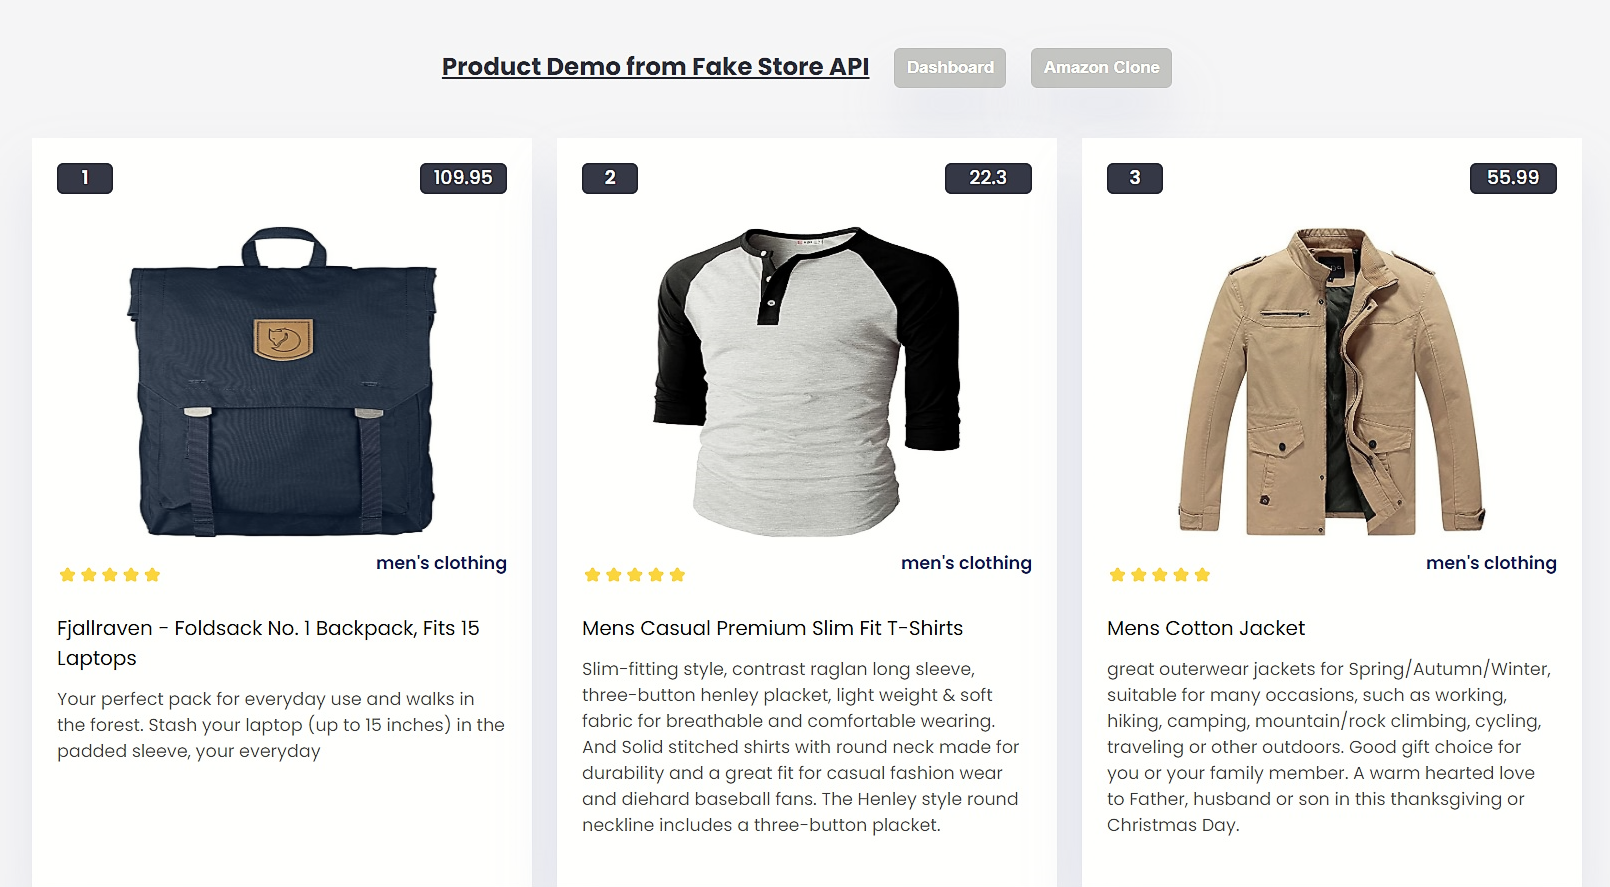 Product Demo from Fake Store API
Dashboard
Amazon Clone
1
109.95
men's clothing
Fjallraven - Foldsack No. 1 Backpack, Fits 15
Laptops
Your perfect pack for everyday use and walks in
the forest. Stash your laptop (up to 15 inches) in the
padded sleeve, your everyday
2
22.3
men's clothing
Mens Casual Premium Slim Fit T-Shirts
Slim-fitting style, contrast raglan long sleeve,
three-button henley placket, light weight & soft
fabric for breathable and comfortable wearing.
And Solid stitched shirts with round neck made for
durability and a great fit for casual fashion wear
and diehard baseball fans. The Henley style round
neckline includes a three-button placket.
3
55.99
men's clothing
Mens Cotton Jacket
great outerwear jackets for Spring/Autumn/Winter,
suitable for many occasions, such as working,
hiking, camping, mountain/rock climbing, cycling,
traveling or other outdoors. Good gift choice for
you or your family member. A warm hearted love
to Father, husband or son in this thanksgiving or
Christmas Day.